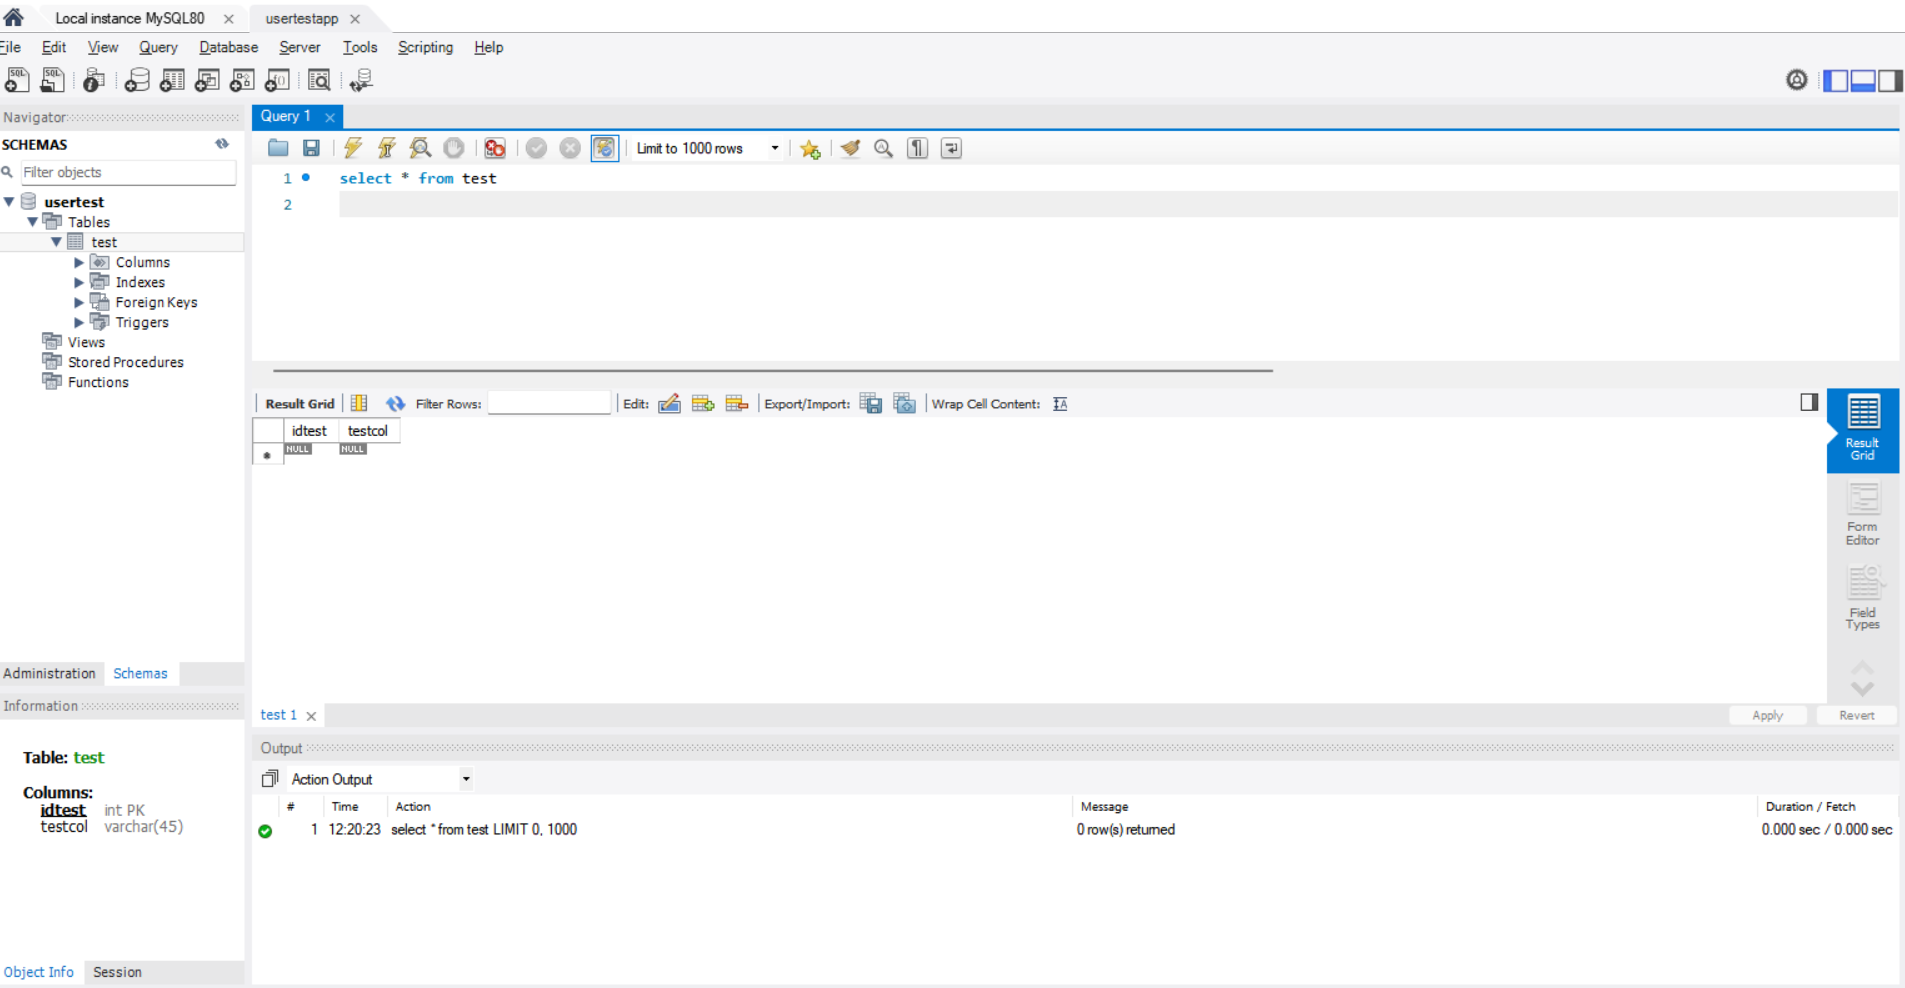 Local instance MySQL80
usertestapp
File Edit View Query Database Server Tools Scripting Help
Navigator
SCHEMAS
Filter objects
usertest
Tables
test
Columns
Indexes
Foreign Keys
Triggers
Views
Stored Procedures
Functions
Administration Schemas
Information
Table: test
Columns:
idtest int PK
testcol varchar(45)
Object Info Session
Query 1
Limit to 1000 rows
1 select * from test
2
Result Grid Filter Rows: Edit: Export/Import: Wrap Cell Content:
idtest testcol
NULL NULL
Result
Grid
Form
Editor
Field
Types
test 1
Apply Revert
Output
Action Output
# Time Action Message Duration / Fetch
1 12:20:23 select * from test LIMIT 0, 1000 0 row(s) returned 0.000 sec / 0.000 sec